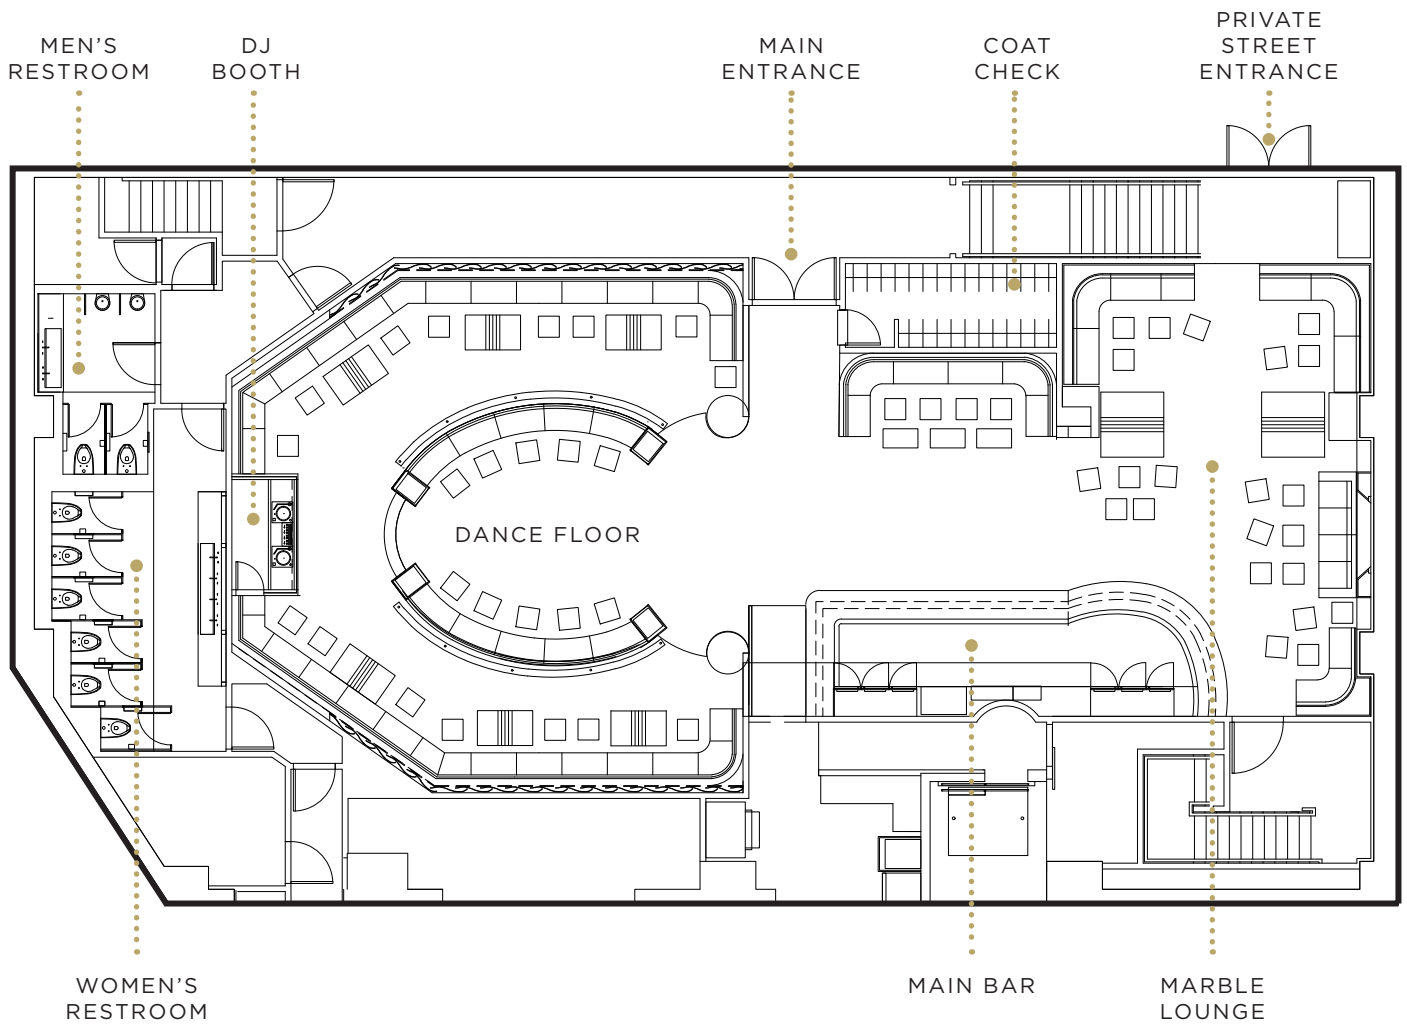 MEN’S
RESTROOM
DJ
BOOTH
MAIN
ENTRANCE
COAT
CHECK
PRIVATE
STREET
ENTRANCE
DANCE FLOOR
WOMEN’S
RESTROOM
MAIN BAR
MARBLE
LOUNGE